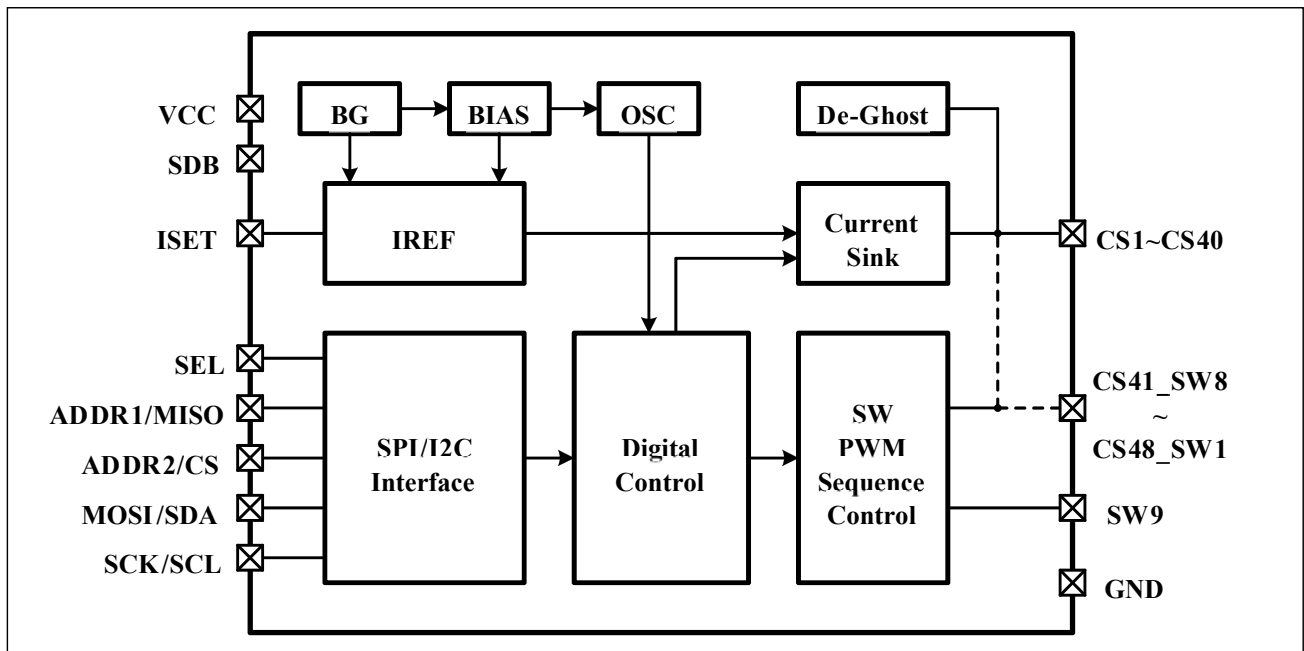 VCC
SDB
ISET
SEL
ADDR1/MISO
ADDR2/CS
MOSI/SDA
SCK/SCL
BG
BIAS
OSC
De-Ghost
IREF
Current
Sink
SPI/I2C
Interface
Digital
Control
SW
PWM
Sequence
Control
CS1~CS40
CS41_SW8
~
CS48_SW1
SW9
GND